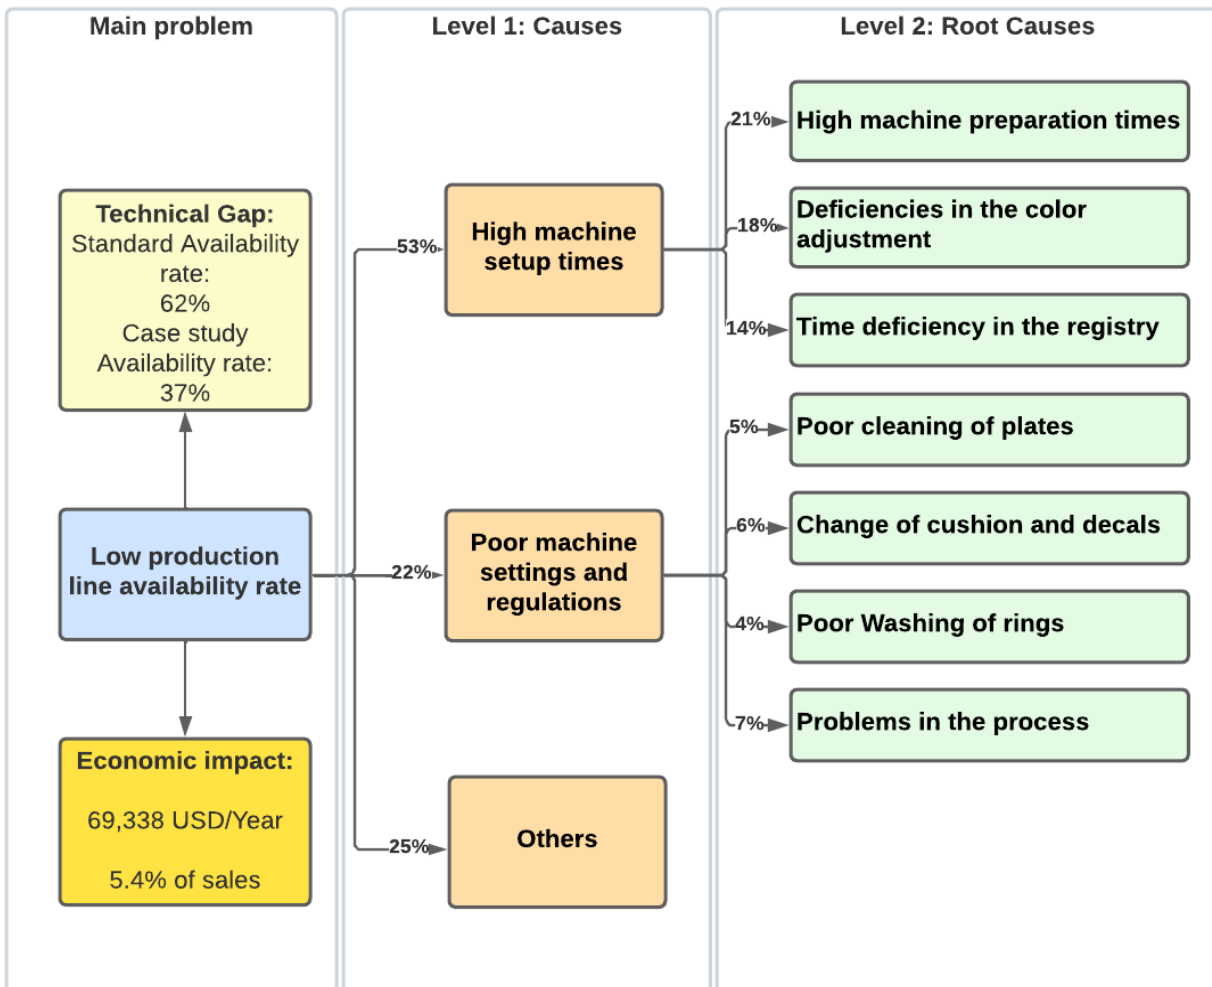 Main problem
Level 1: Causes
Level 2: Root Causes
Technical Gap:
Standard Availability
rate:
62%
Case study
Availability rate:
37%
Low production
line availability rate
Economic impact:
69,338 USD/Year
5.4% of sales
53%
High machine
setup times
22%
Poor machine
settings and
regulations
25%
Others
21%
High machine preparation times
18%
Deficiencies in the color
adjustment
14%
Time deficiency in the registry
5%
Poor cleaning of plates
6%
Change of cushion and decals
4%
Poor Washing of rings
7%
Problems in the process